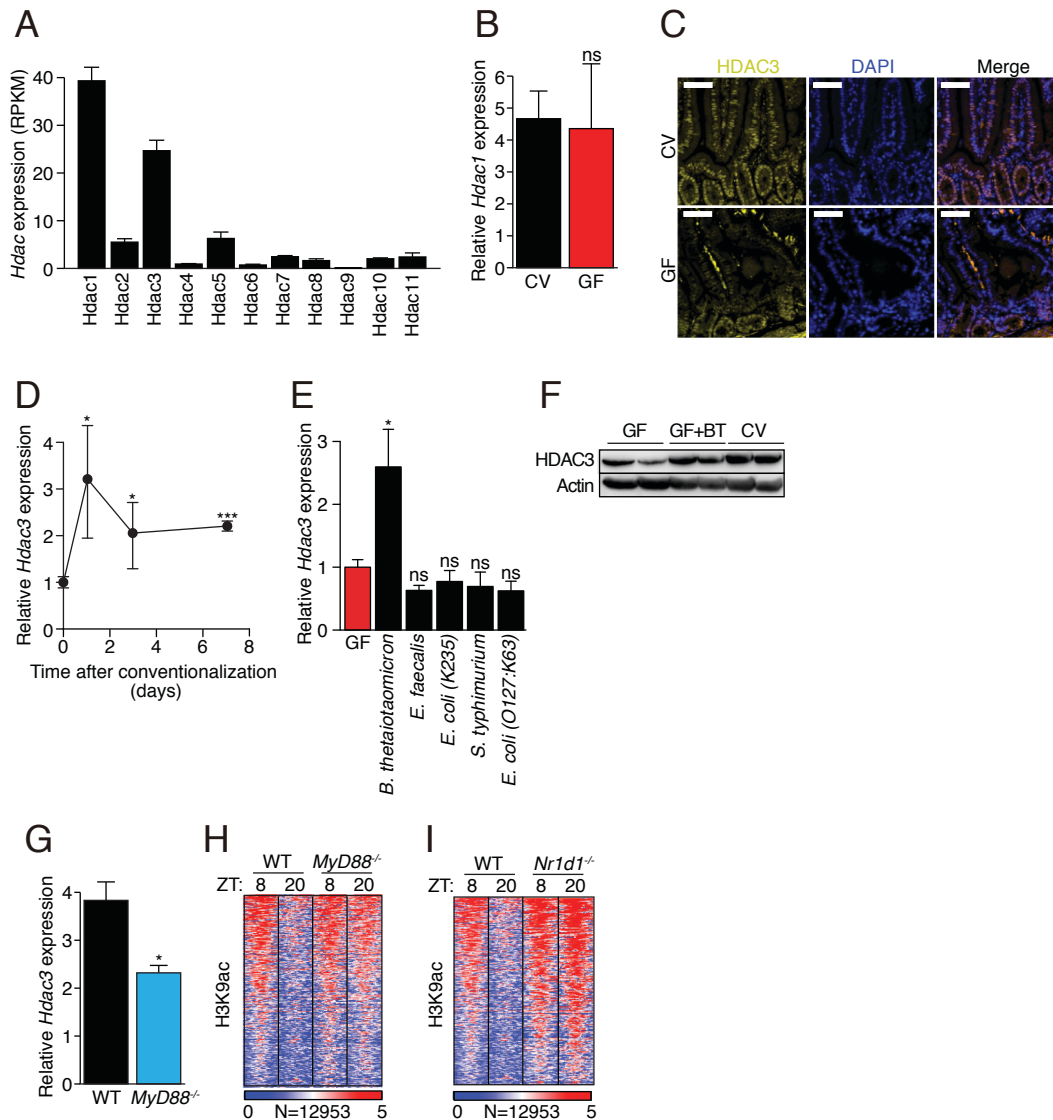 A
Hdac expression (RPKM)
40
30
20
10
0
Hdac1
Hdac2
Hdac3
Hdac4
Hdac5
Hdac6
Hdac7
Hdac8
Hdac9
Hdac10
Hdac11
B
Relative Hdac1 expression
6
5
4
3
2
1
0
ns
CV
GF
C
HDAC3
DAPI
Merge
CV
GF
D
Relative Hdac3 expression
4
3
2
1
0
*
*
***
0
2
4
6
8
Time after conventionalization
(days)
E
Relative Hdac3 expression
3
2
1
0
*
ns
ns
ns
ns
GF
B. thetaiotaomicron
E. faecalis
E. coli (K235)
S. typhimurium
E. coli (O127:K63)
F
GF
GF+BT
CV
HDAC3
Actin
G
Relative Hdac3 expression
4
3
2
1
0
*
WT
MyD88-/-
H
WT
MyD88-/-
ZT:
8
20
8
20
H3K9ac
0
N=12953
5
I
WT
Nr1d1-/-
ZT:
8
20
8
20
H3K9ac
0
N=12953
5